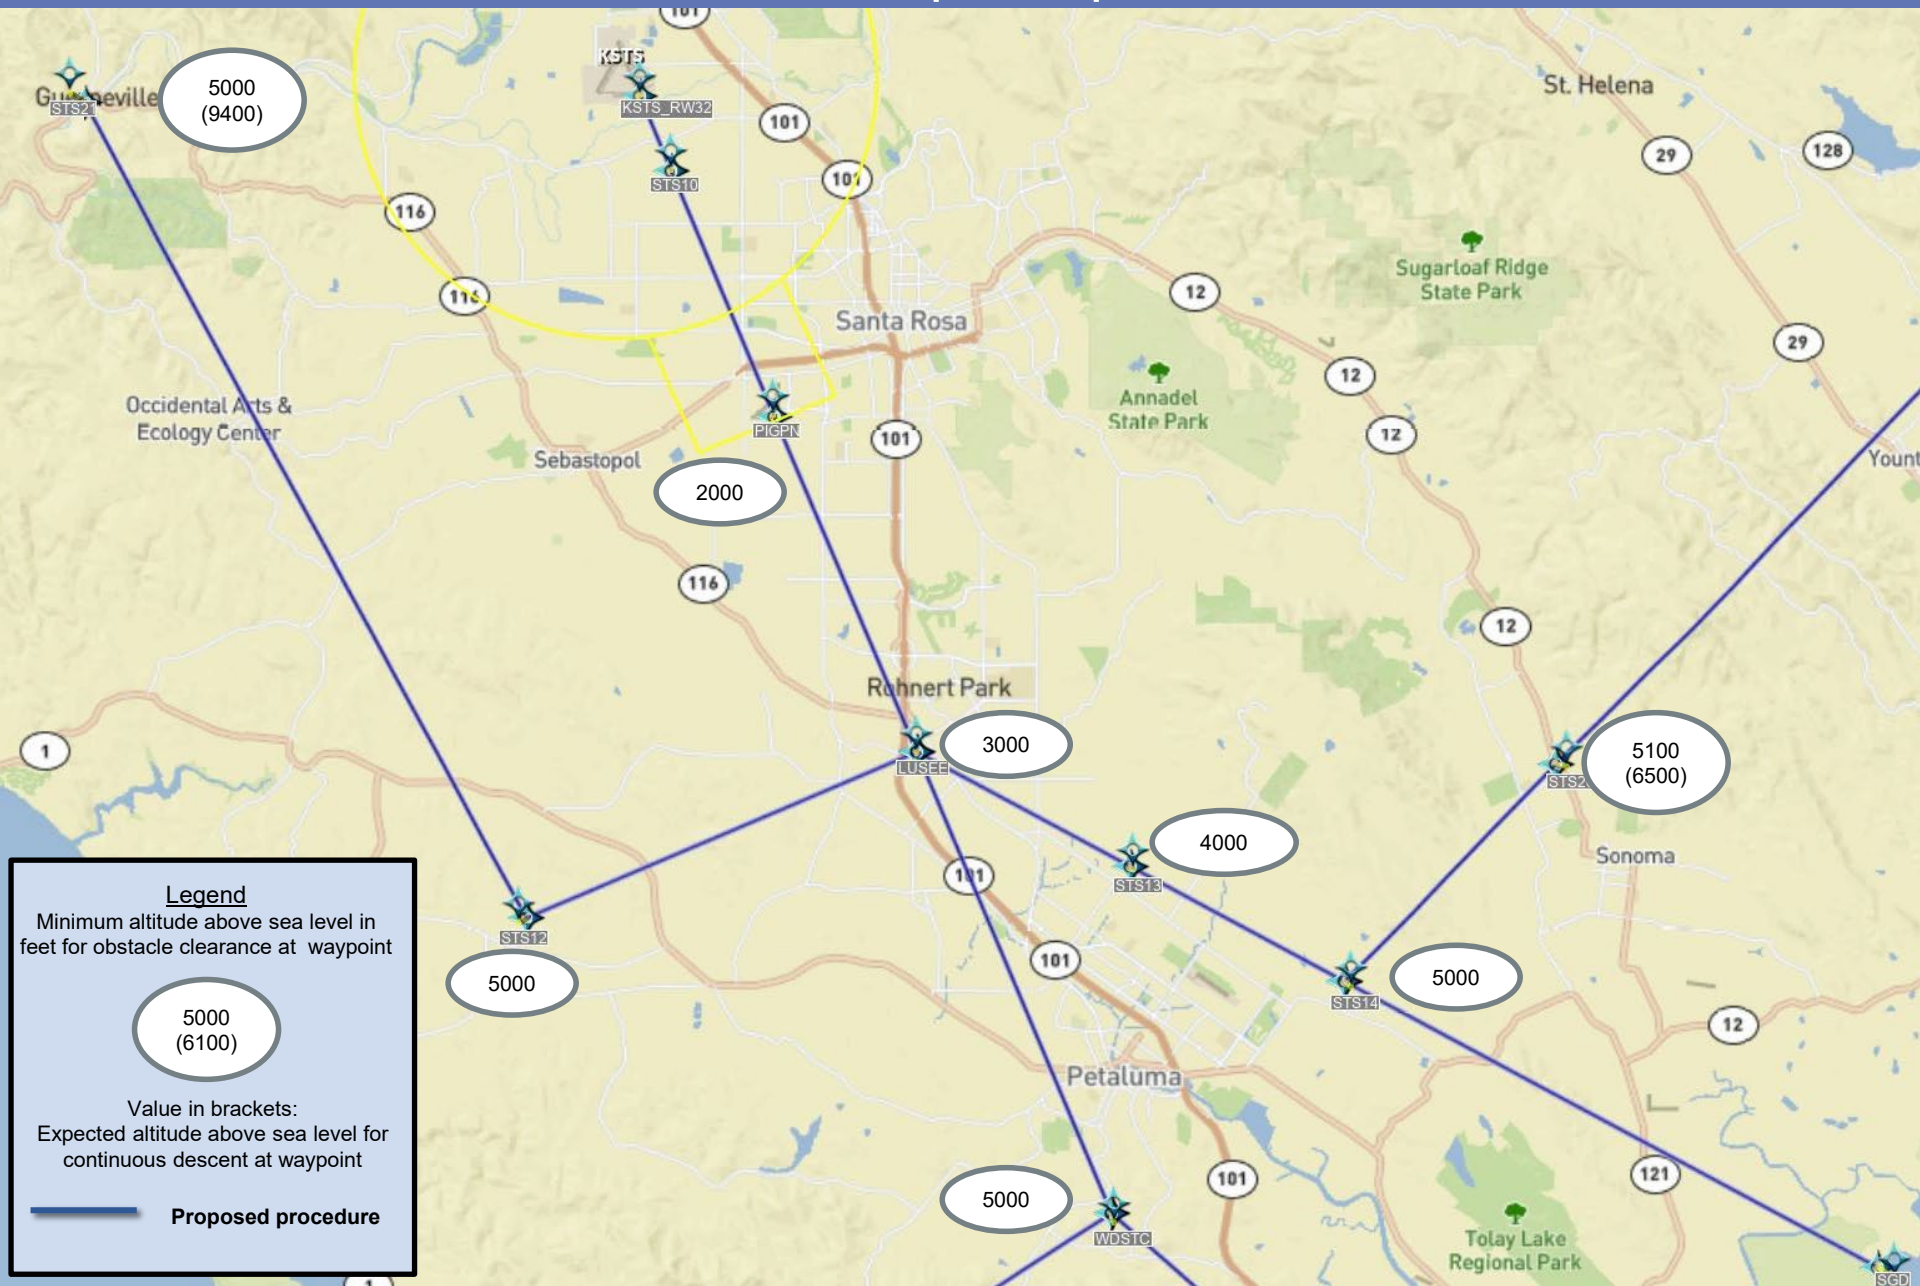 101
KSTS
5000
(9400)
STS21
KSTS_RW32
101
St. Helena
29
128
STS10
101
116
116
12
Sugarloaf Ridge
State Park
Santa Rosa
29
12
Annadel
State Park
Occidental Arts &
Ecology Center
PIGPN
101
12
Sebastopol
2000
116
12
Rohnert Park
1
LUSEE
3000
5100
(6500)
4000
Sonoma
STS13
101
STS12
5000
101
STS14
5000
12
Petaluma
5000
WDSTC
101
121
Tolay Lake
Regional Park
SGD
Legend
Minimum altitude above sea level in
feet for obstacle clearance at waypoint
5000
(6100)
Value in brackets:
Expected altitude above sea level for
continuous descent at waypoint
Proposed procedure
1